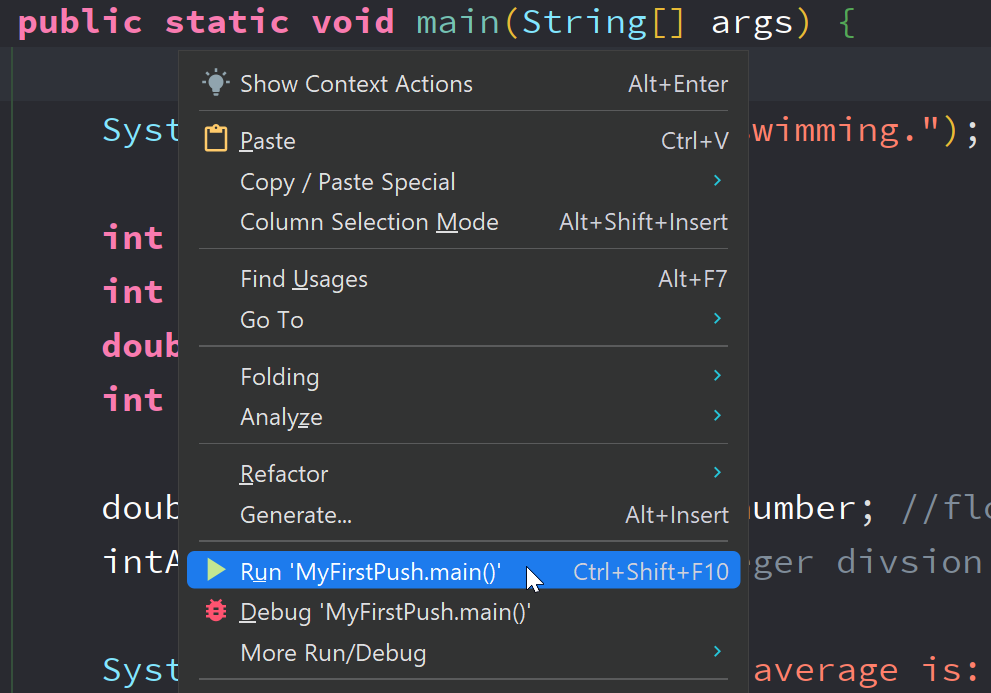 public static void main(String[] args) {
Show Context Actions Alt+Enter
Syst wimming.");
Paste Ctrl+V
Copy / Paste Special
Column Selection Mode Alt+Shift+Insert
int
Find Usages Alt+F7
int
Go To
doub
Folding
int
Analyze
Refactor
doub umber; //flo
Generate... Alt+Insert
intA ger divsion
Run 'MyFirstPush.main()' Ctrl+Shift+F10
Debug 'MyFirstPush.main()'
More Run/Debug
Syst average is: